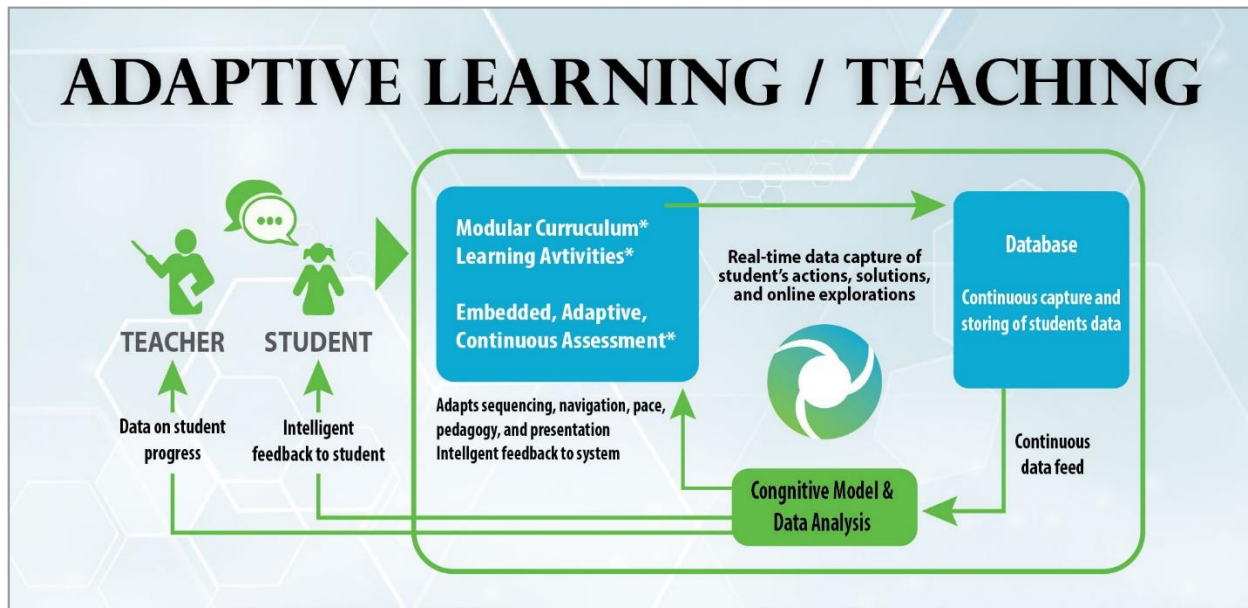 ADAPTIVE LEARNING / TEACHING
TEACHER
STUDENT
Data on student
progress
Intelligent
feedback to student
Modular Curruculum*
Learning Avtivities*
Embedded, Adaptive,
Continuous Assessment*
Adapts sequencing, navigation, pace,
pedagogy, and presentation
Intellgent feedback to system
Real-time data capture of
student's actions, solutions,
and online explorations
Database
Continuous capture and
storing of students data
Continuous
data feed
Congnitive Model &
Data Analysis